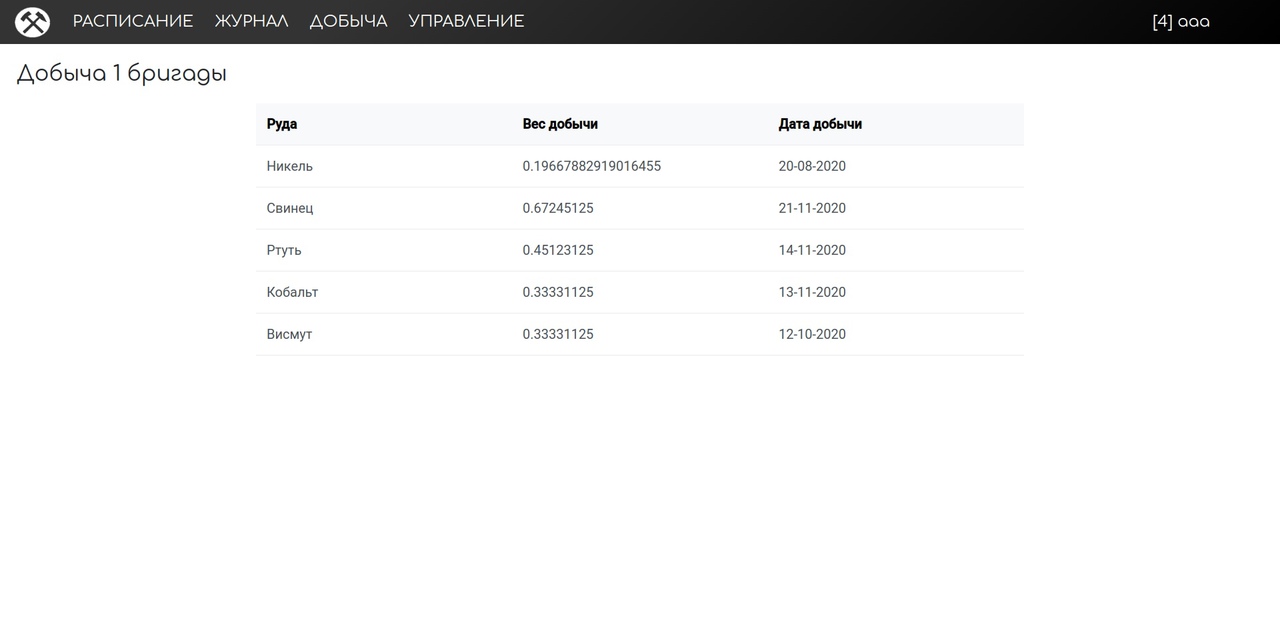 РАСПИСАНИЕ ЖУРНАЛ ДОБЫЧА УПРАВЛЕНИЕ [4] aaa
Добыча 1 бригады
Руда Вес добычи Дата добычи
Никель 0.19667882919016455 20-08-2020
Свинец 0.67245125 21-11-2020
Ртуть 0.45123125 14-11-2020
Кобальт 0.33331125 13-11-2020
Висмут 0.33331125 12-10-2020